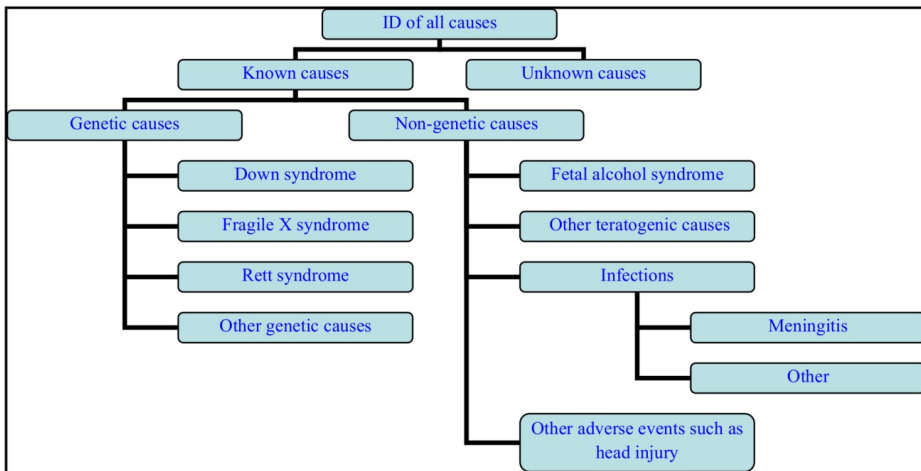 ID of all causes
Known causes
Unknown causes
Genetic causes
Non-genetic causes
Down syndrome
Fetal alcohol syndrome
Fragile X syndrome
Other teratogenic causes
Rett syndrome
Infections
Other genetic causes
Meningitis
Other
Other adverse events such as
head injury